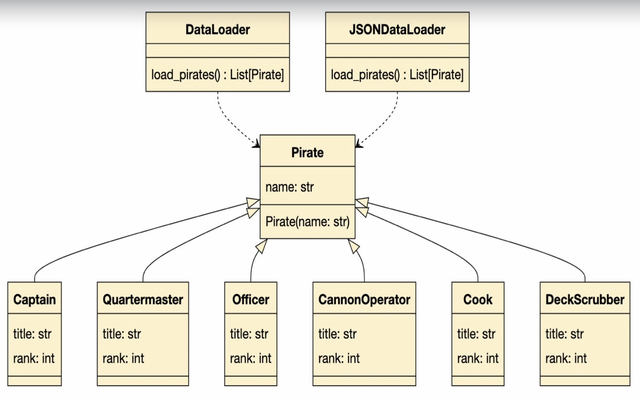 DataLoader
load_pirates() : List[Pirate]
JSONDataLoader
load_pirates() : List[Pirate]
Pirate
name: str
Pirate(name: str)
Captain
title: str
rank: int
Quartermaster
title: str
rank: int
Officer
title: str
rank: int
CannonOperator
title: str
rank: int
Cook
title: str
rank: int
DeckScrubber
title: str
rank: int